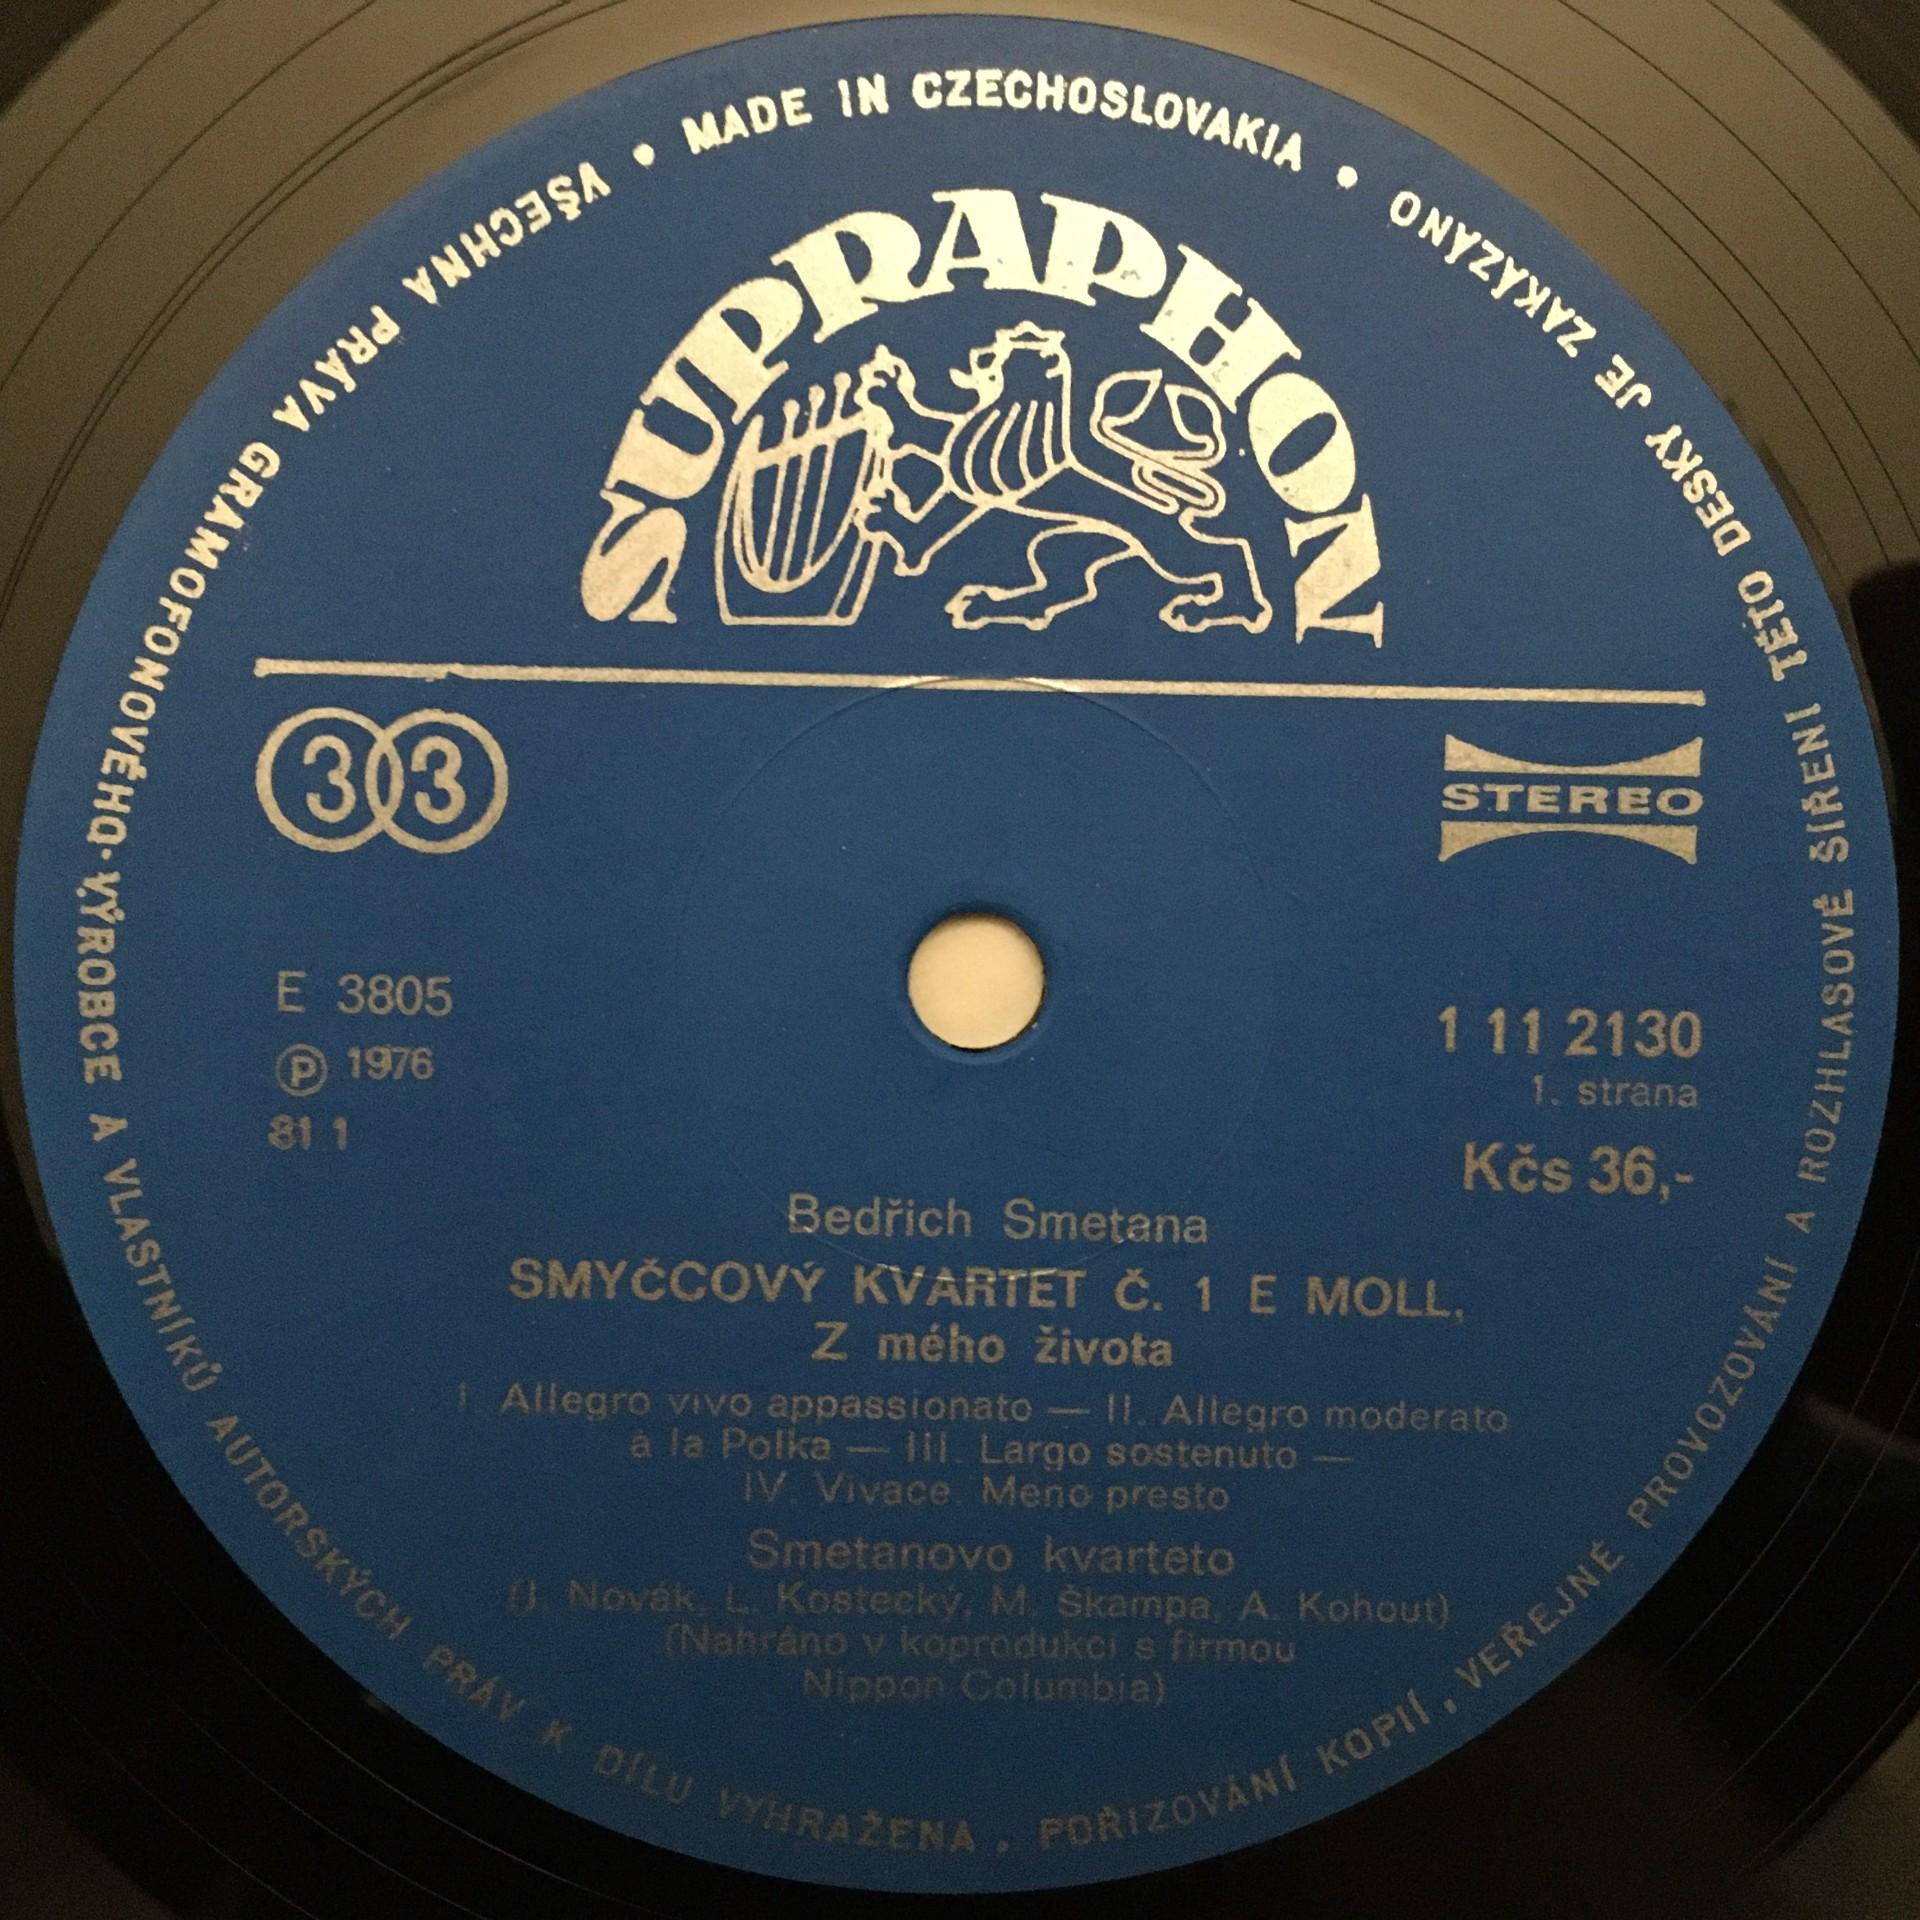 VŠECHNA PRÁVA GRAMOFONOVÉHO VÝROBCE A VLASTNÍKŮ AUTORSKÝCH PRÁV K DÍLU VYHRAŽENA. POŘIZOVÁNÍ KOPIÍ, VEŘEJNÉ PROVOZOVÁNÍ A ROZHLASOVÉ ŠÍŘENÍ TÉTO DESKY JE ZAKÁZÁNO • MADE IN CZECHOSLOVAKIA •
SUPRAPHON
33
STEREO
E 3805
℗ 1976
81 1
1 11 2130
1. strana
Kčs 36,-
Bedřich Smetana
SMYČCOVÝ KVARTET Č. 1 E MOLL,
Z mého života
I. Allegro vivo appassionato — II. Allegro moderato
à la Polka — III. Largo sostenuto —
IV. Vivace. Meno presto
Smetanovo kvarteto
(J. Novák, L. Kostecký, M. Škampa, A. Kohout)
(Nahráno v koprodukci s firmou
Nippon Columbia)